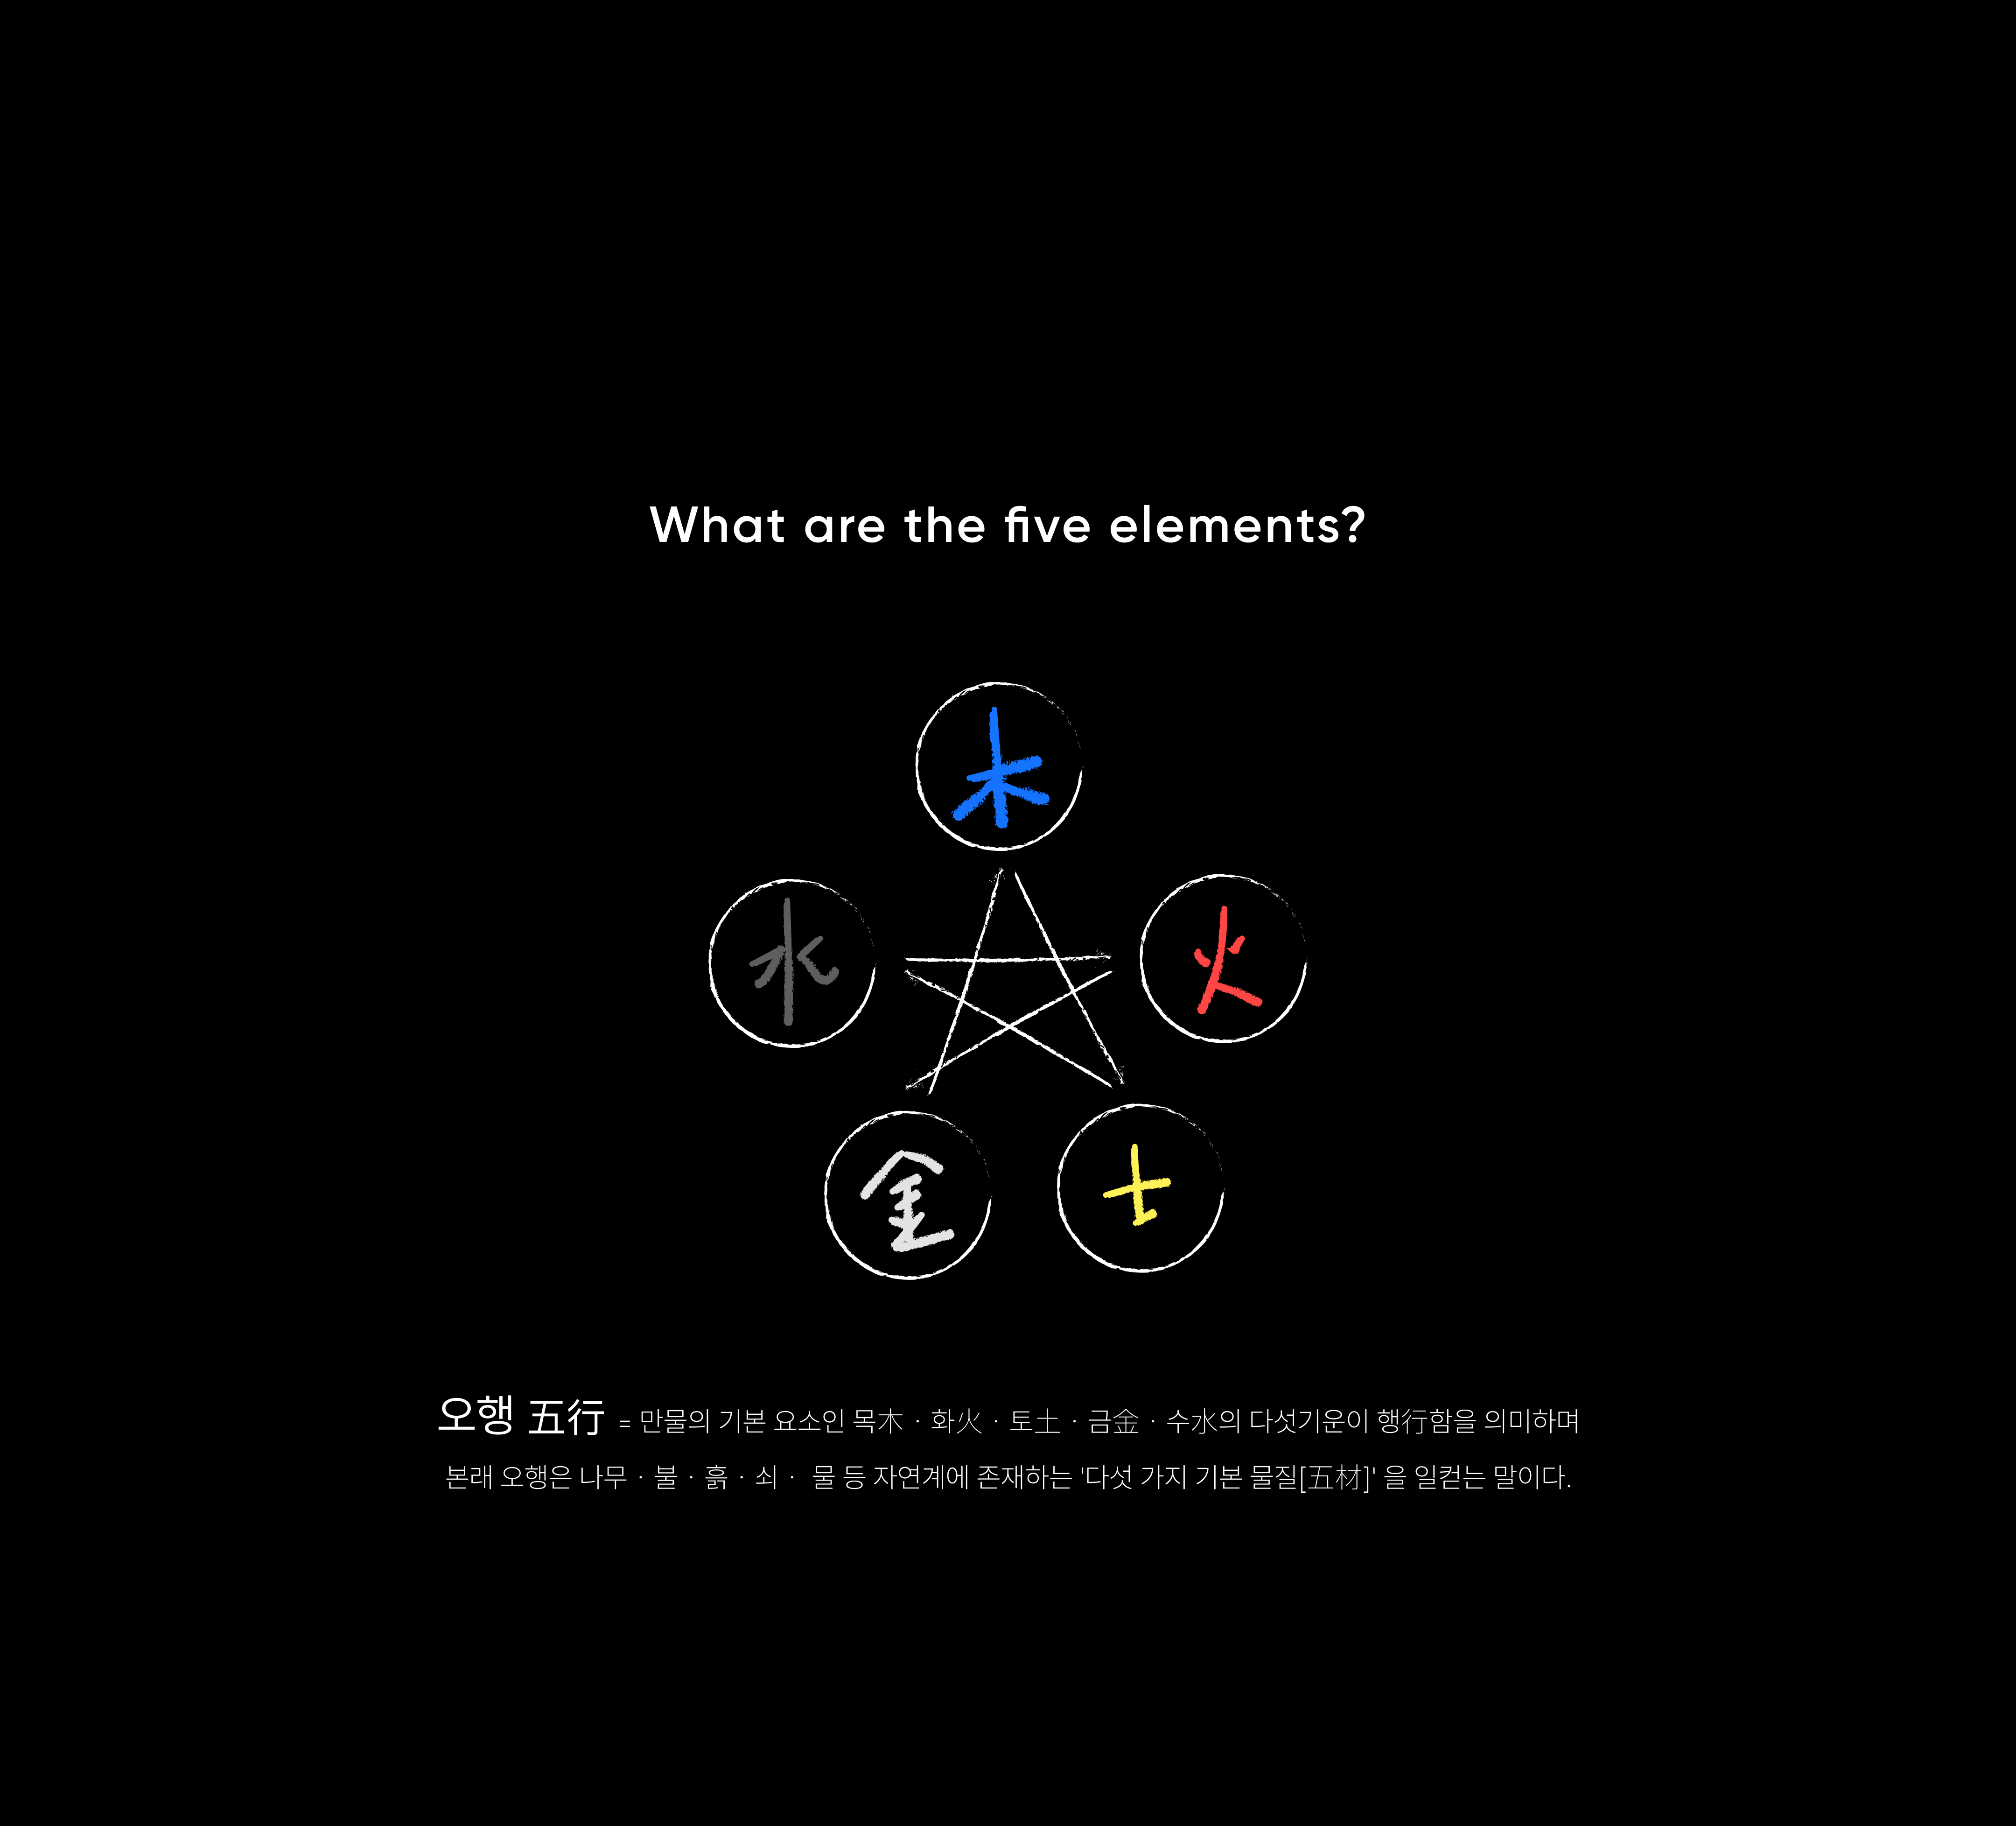 What are the five elements?
木
水
火
金
土
오행 五行 = 만물의 기본 요소인 목木 · 화火 · 토土 · 금金 · 수水의 다섯기운이 행行함을 의미하며
본래 오행은 나무 · 불 · 흙 · 쇠 · 물 등 자연계에 존재하는 '다섯 가지 기본 물질[五材]' 을 일컫는 말이다.